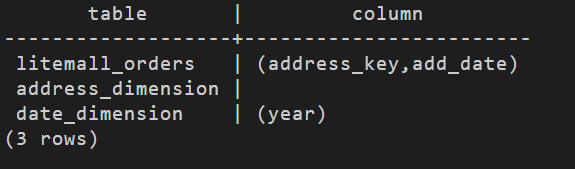 table | column
-------------------+-------------------------
litemall_orders | (address_key,add_date)
address_dimension |
date_dimension | (year)
(3 rows)